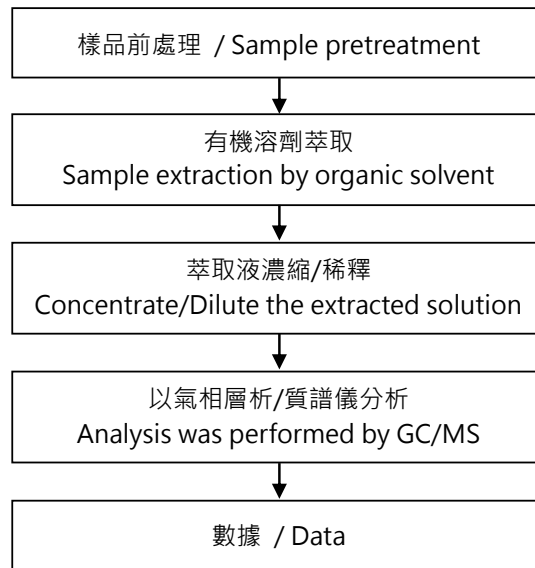 樣品前處理 / Sample pretreatment
有機溶劑萃取
Sample extraction by organic solvent
萃取液濃縮/稀釋
Concentrate/Dilute the extracted solution
以氣相層析/質譜儀分析
Analysis was performed by GC/MS
數據 / Data